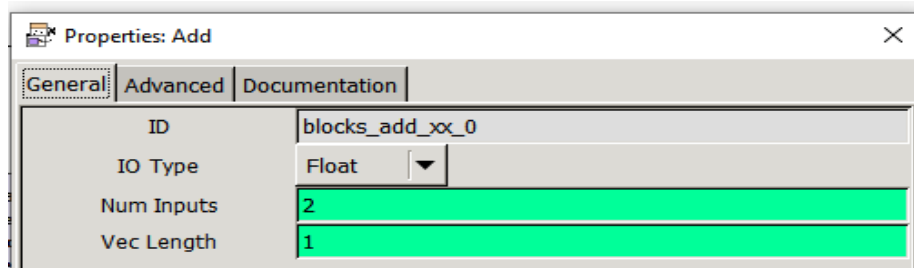 Properties: Add
General Advanced Documentation
ID blocks_add_xx_0
IO Type Float
Num Inputs 2
Vec Length 1